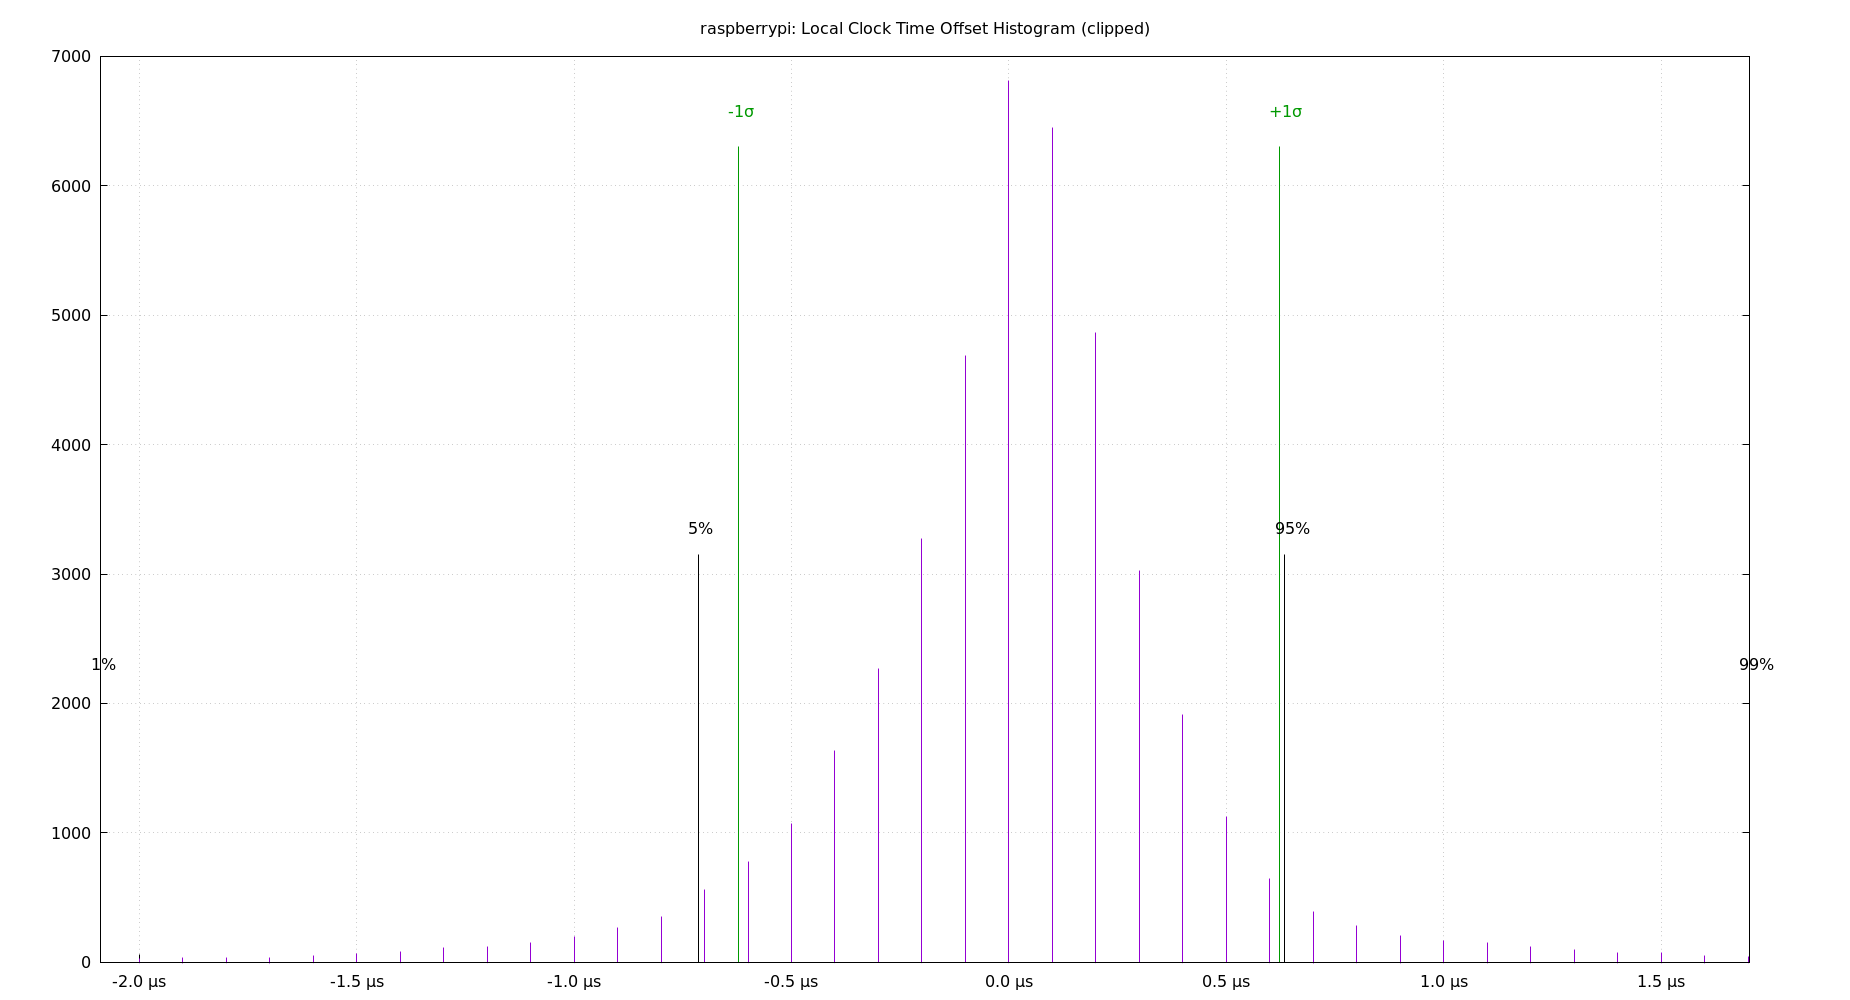 raspberrypi: Local Clock Time Offset Histogram (clipped)
7000
-1σ
+1σ
6000
5000
4000
5%
95%
3000
1%
99%
2000
1000
0
-2.0 µs
-1.5 µs
-1.0 µs
-0.5 µs
0.0 µs
0.5 µs
1.0 µs
1.5 µs